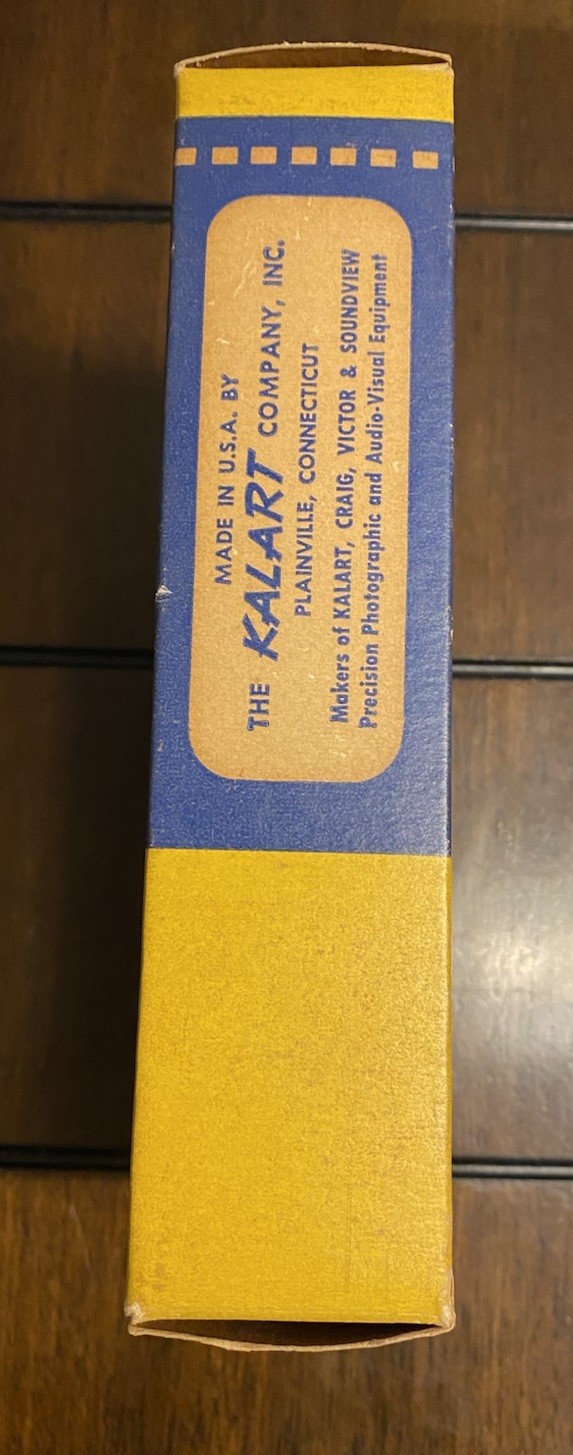 MADE IN U.S.A. BY
THE KALART COMPANY, INC.
PLAINVILLE, CONNECTICUT
Makers of KALART, CRAIG, VICTOR & SOUNDVIEW
Precision Photographic and Audio-Visual Equipment